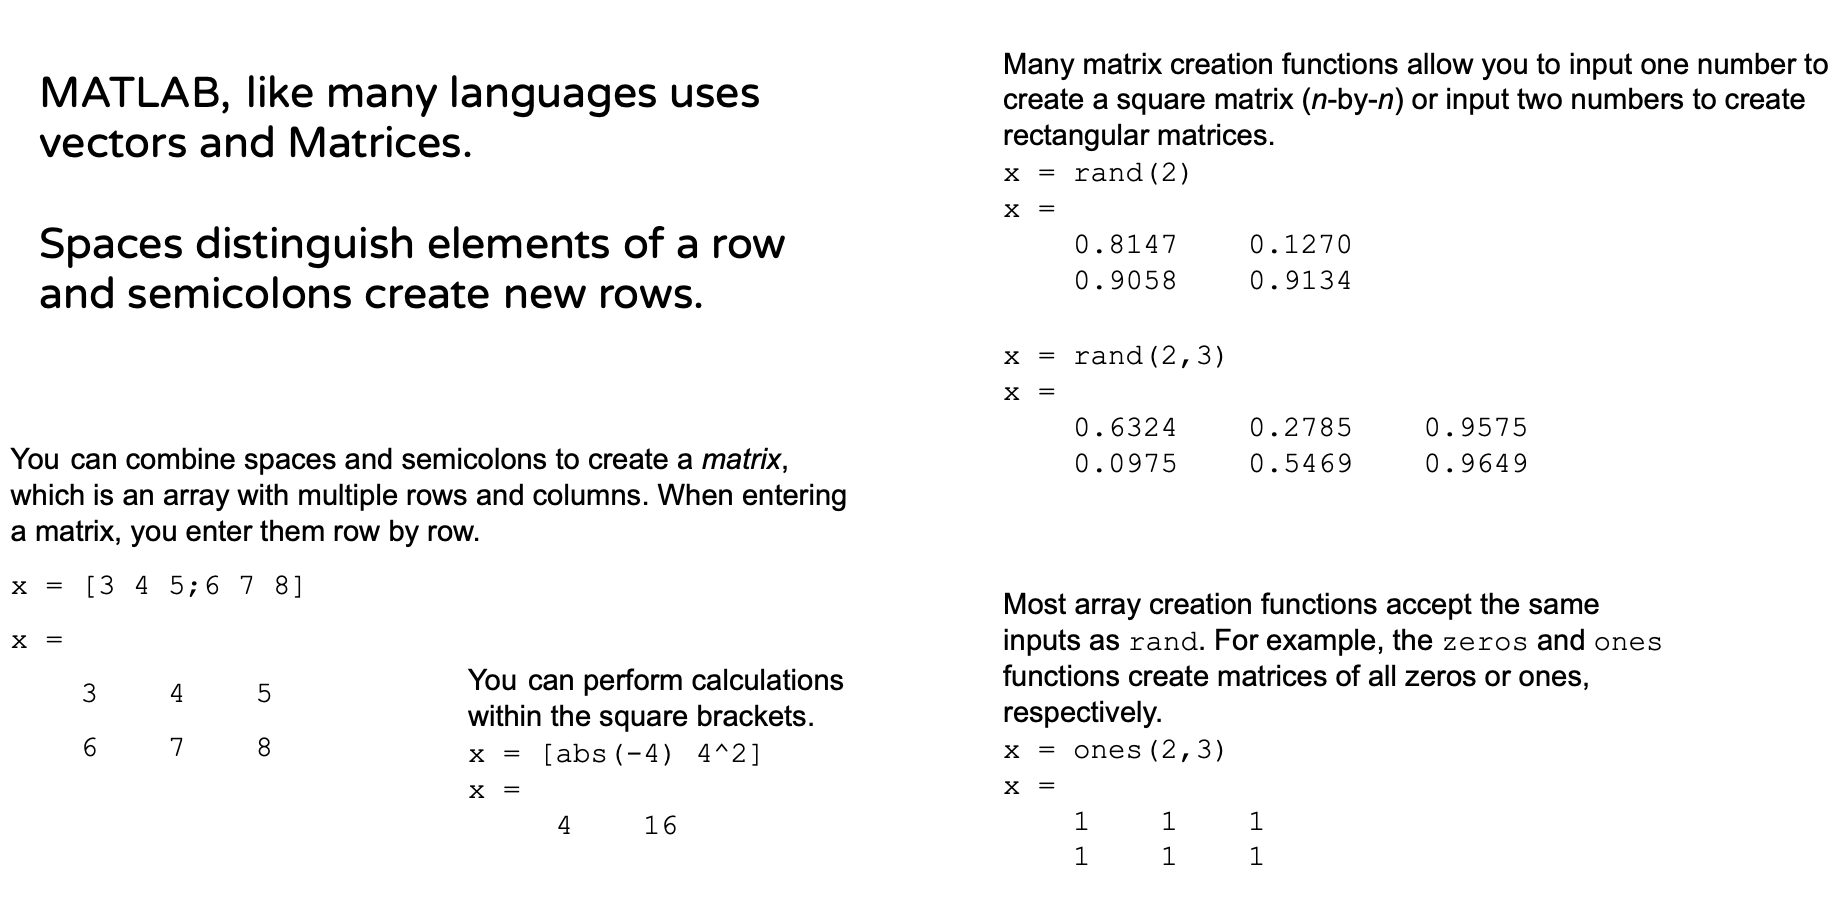 MATLAB, like many languages uses
vectors and Matrices.
Spaces distinguish elements of a row
and semicolons create new rows.
You can combine spaces and semicolons to create a matrix,
which is an array with multiple rows and columns. When entering
a matrix, you enter them row by row.
x = [3 4 5;6 7 8]
x =
3 4 5
6 7 8
You can perform calculations
within the square brackets.
x = [abs(-4) 4^2]
x =
4 16
Many matrix creation functions allow you to input one number to
create a square matrix (n-by-n) or input two numbers to create
rectangular matrices.
x = rand(2)
x =
0.8147 0.1270
0.9058 0.9134
x = rand(2,3)
x =
0.6324 0.2785 0.9575
0.0975 0.5469 0.9649
Most array creation functions accept the same
inputs as rand. For example, the zeros and ones
functions create matrices of all zeros or ones,
respectively.
x = ones(2,3)
x =
1 1 1
1 1 1